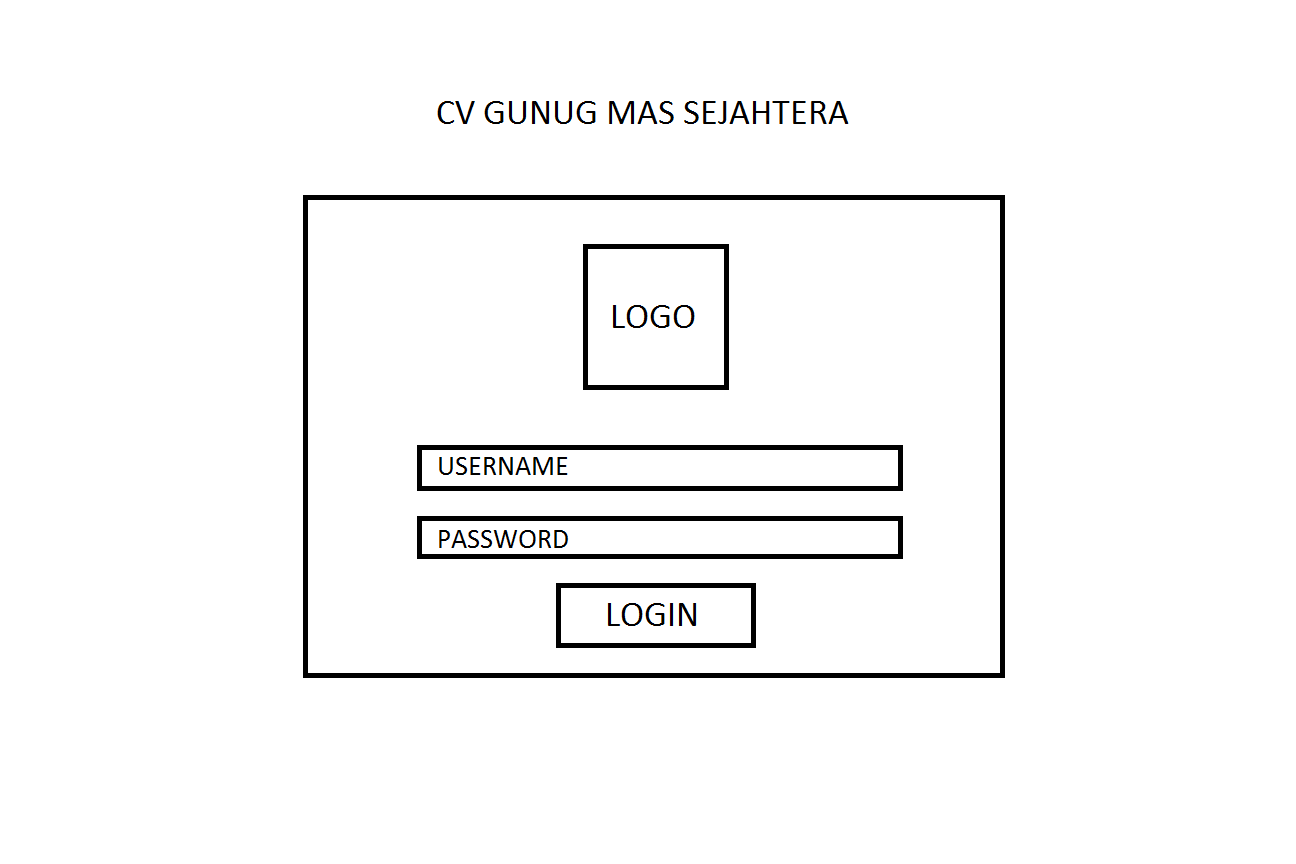 CV GUNUG MAS SEJAHTERA
LOGO
USERNAME
PASSWORD
LOGIN